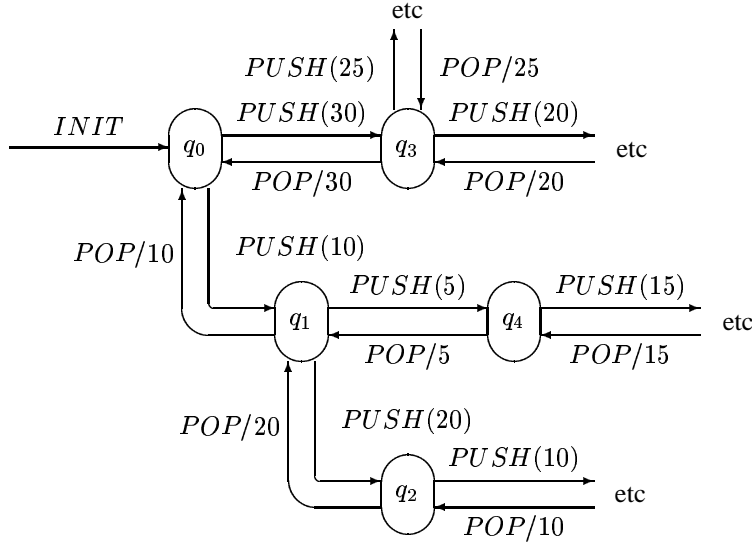 etc
PUSH(25) POP/25
INIT PUSH(30) PUSH(20)
q0 q3 etc
POP/30 POP/20
POP/10 PUSH(10)
PUSH(5) PUSH(15)
q1 q4 etc
POP/5 POP/15
POP/20 PUSH(20)
PUSH(10)
q2 etc
POP/10